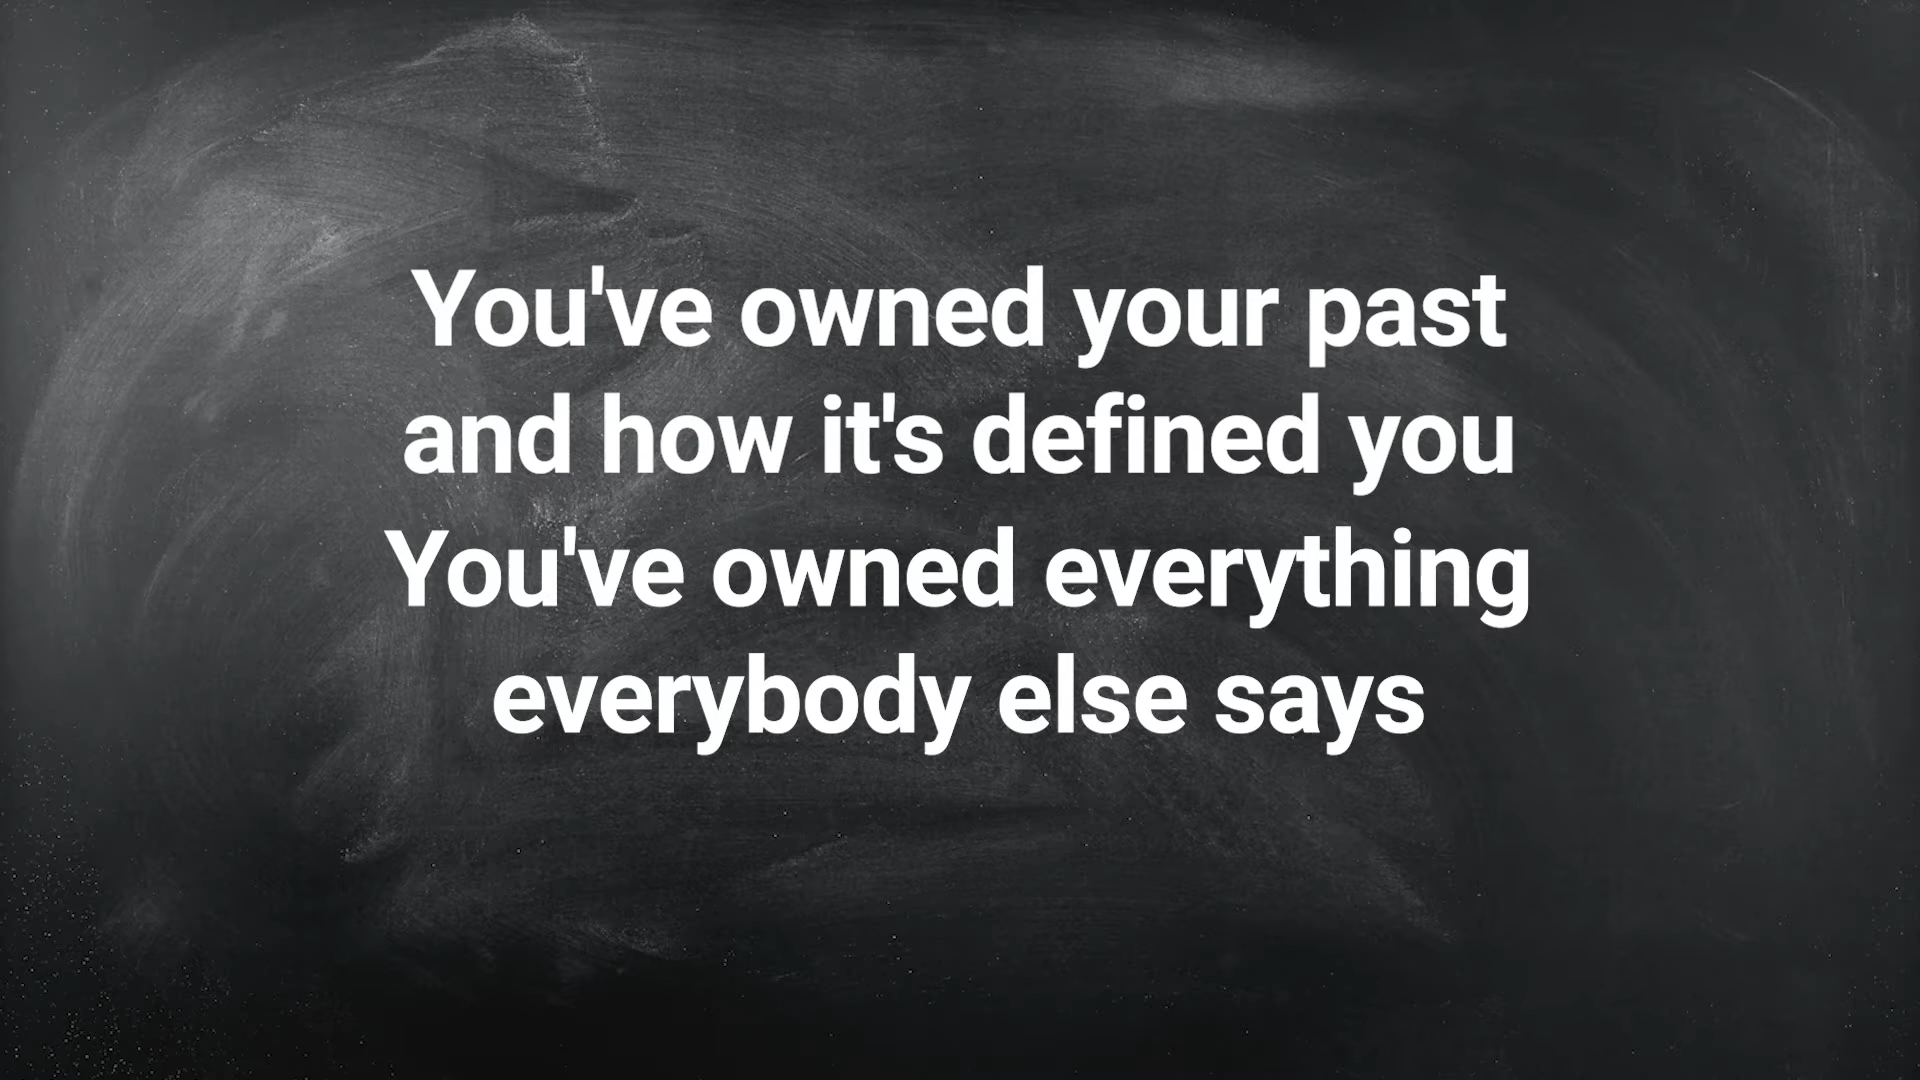 You've owned your past
and how it's defined you
You've owned everything
everybody else says